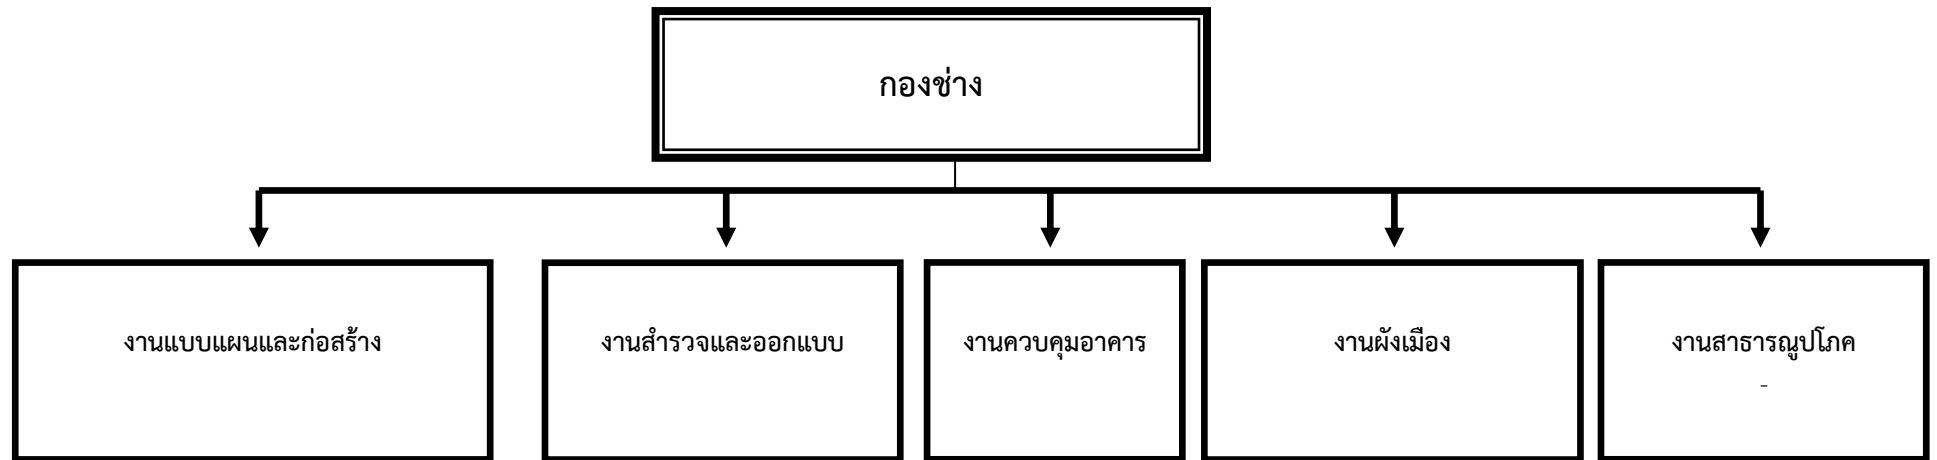 กองช่าง
งานแบบแผนและก่อสร้าง
งานสำรวจและออกแบบ
งานควบคุมอาคาร
งานผังเมือง
งานสาธารณูปโภค
-